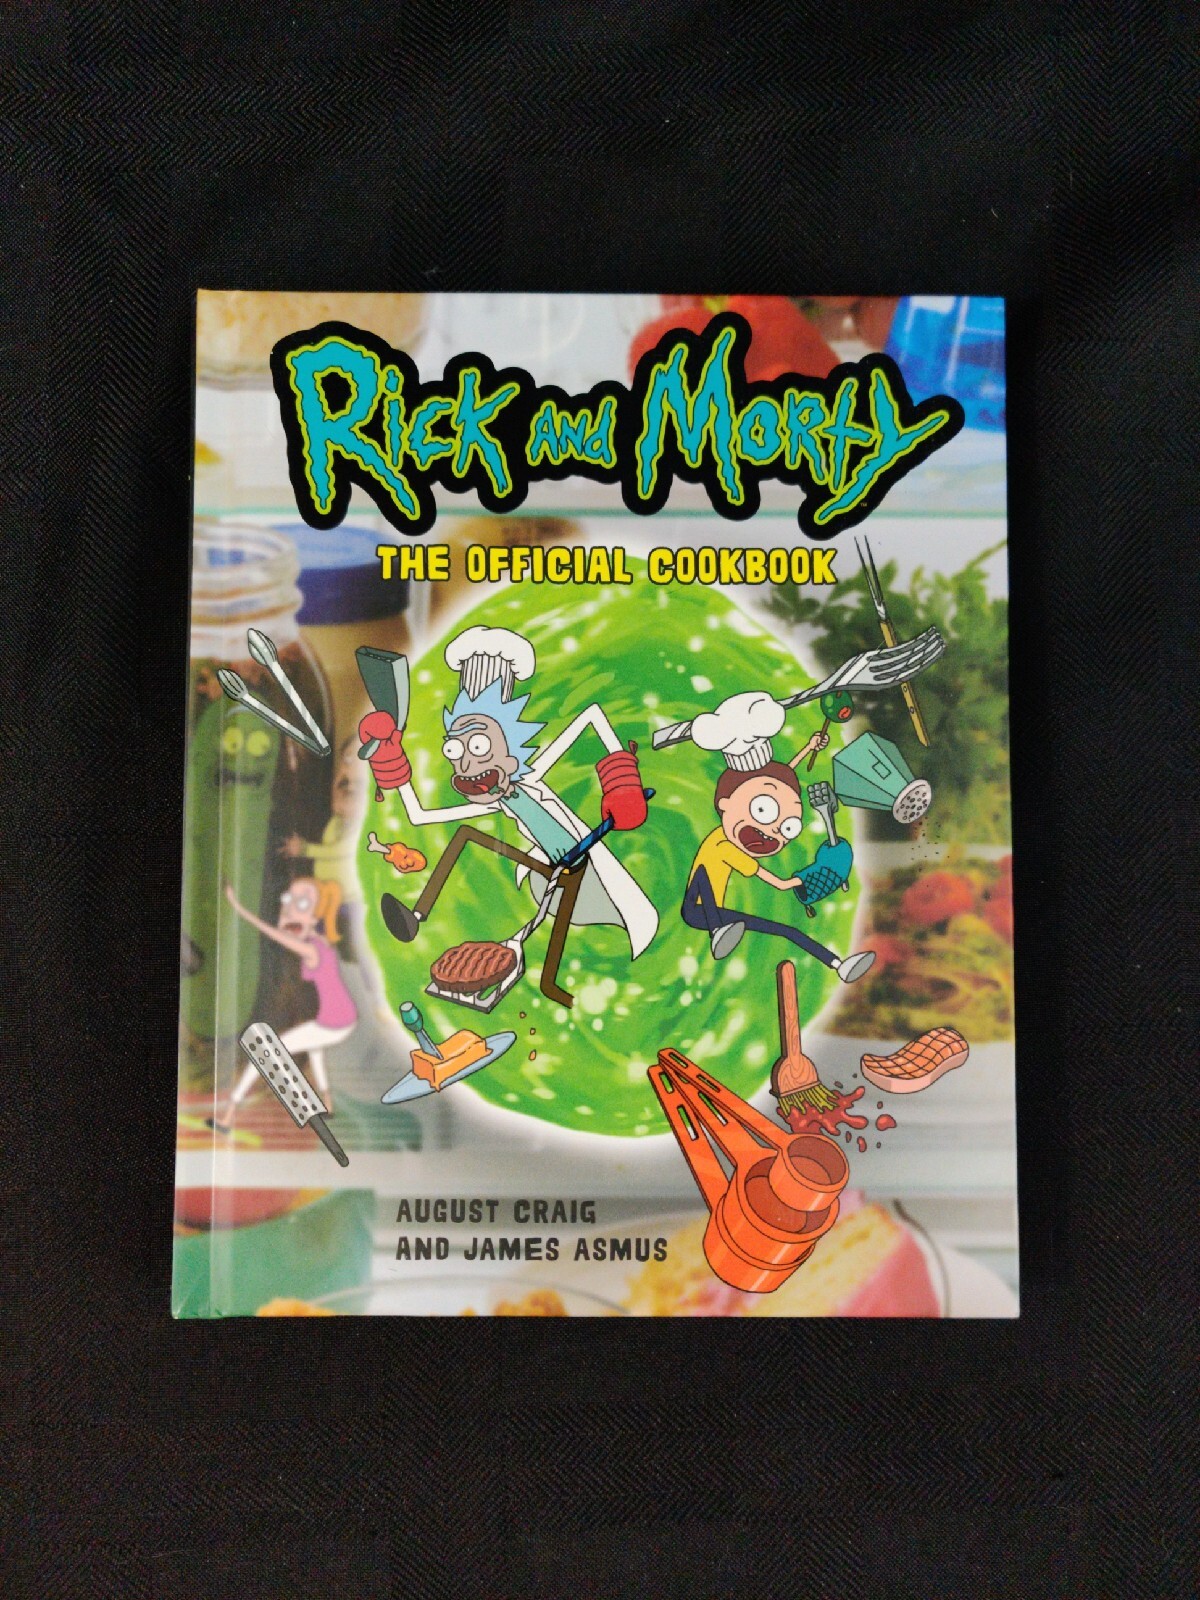 RICK AND MORTY
THE OFFICIAL COOKBOOK
AUGUST CRAIG
AND JAMES ASMUS